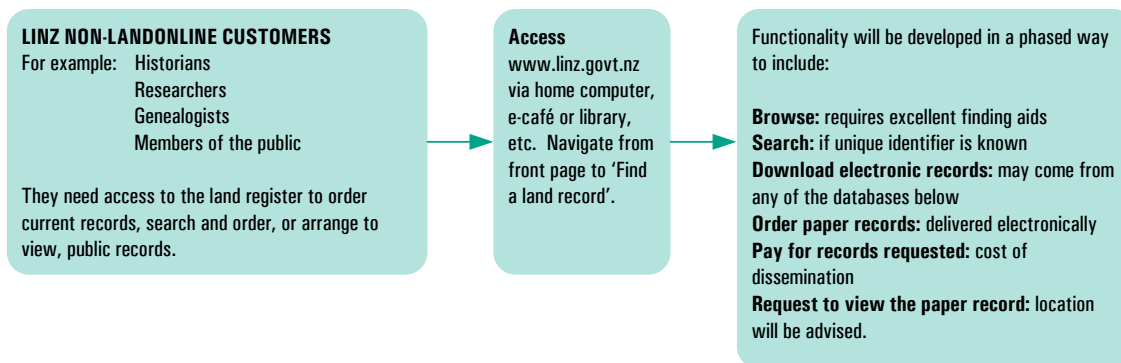 LINZ NON-LANDONLINE CUSTOMERS
For example: Historians
Researchers
Genealogists
Members of the public
They need access to the land register to order
current records, search and order, or arrange to
view, public records.
Access
www.linz.govt.nz
via home computer,
e-café or library,
etc. Navigate from
front page to ‘Find
a land record’.
Functionality will be developed in a phased way
to include:
Browse: requires excellent finding aids
Search: if unique identifier is known
Download electronic records: may come from
any of the databases below
Order paper records: delivered electronically
Pay for records requested: cost of
dissemination
Request to view the paper record: location
will be advised.